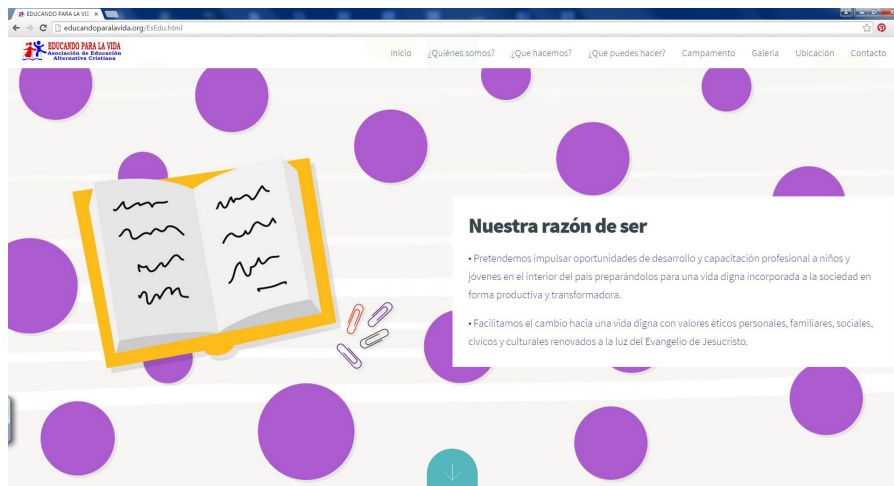 EDUCANDO PARA LA VID
educandoparalavida.org/EsEdu.html
EDUCANDO PARA LA VIDA
Asociación de Educación
Alternativa Cristiana
Inicio ¿Quiénes somos? ¿Que hacemos? ¿Que puedes hacer? Campamento Galería Ubicación Contacto
Nuestra razón de ser
• Pretendemos impulsar oportunidades de desarrollo y capacitación profesional a niños y
jóvenes en el interior del país preparándolos para una vida digna incorporada a la sociedad en
forma productiva y transformadora.
• Facilitamos el cambio hacia una vida digna con valores éticos personales, familiares, sociales,
cívicos y culturales renovados a la luz del Evangelio de Jesucristo.